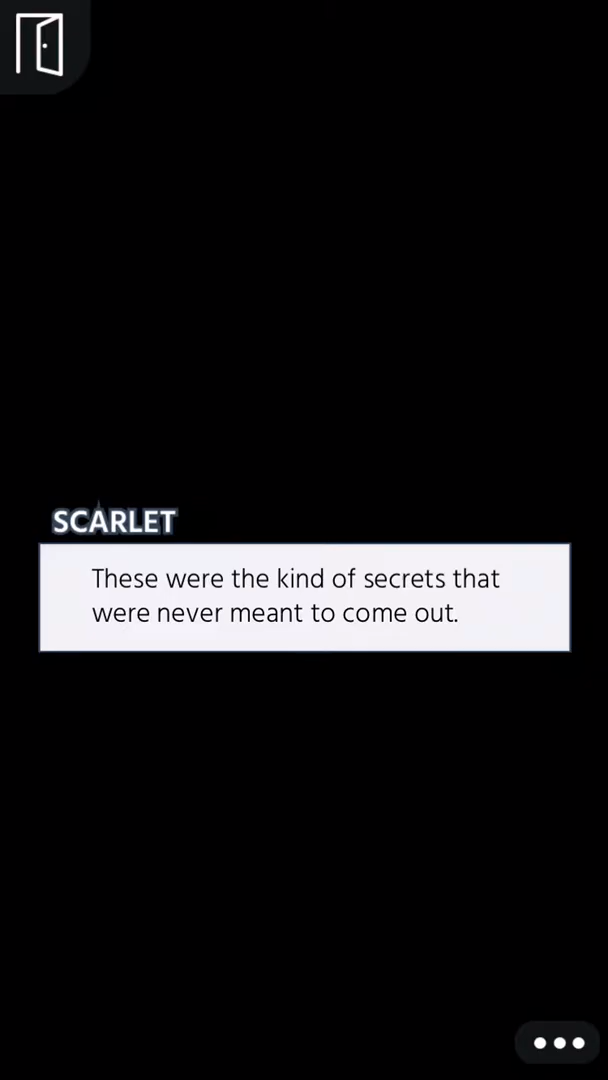 SCARLET
These were the kind of secrets that
were never meant to come out.